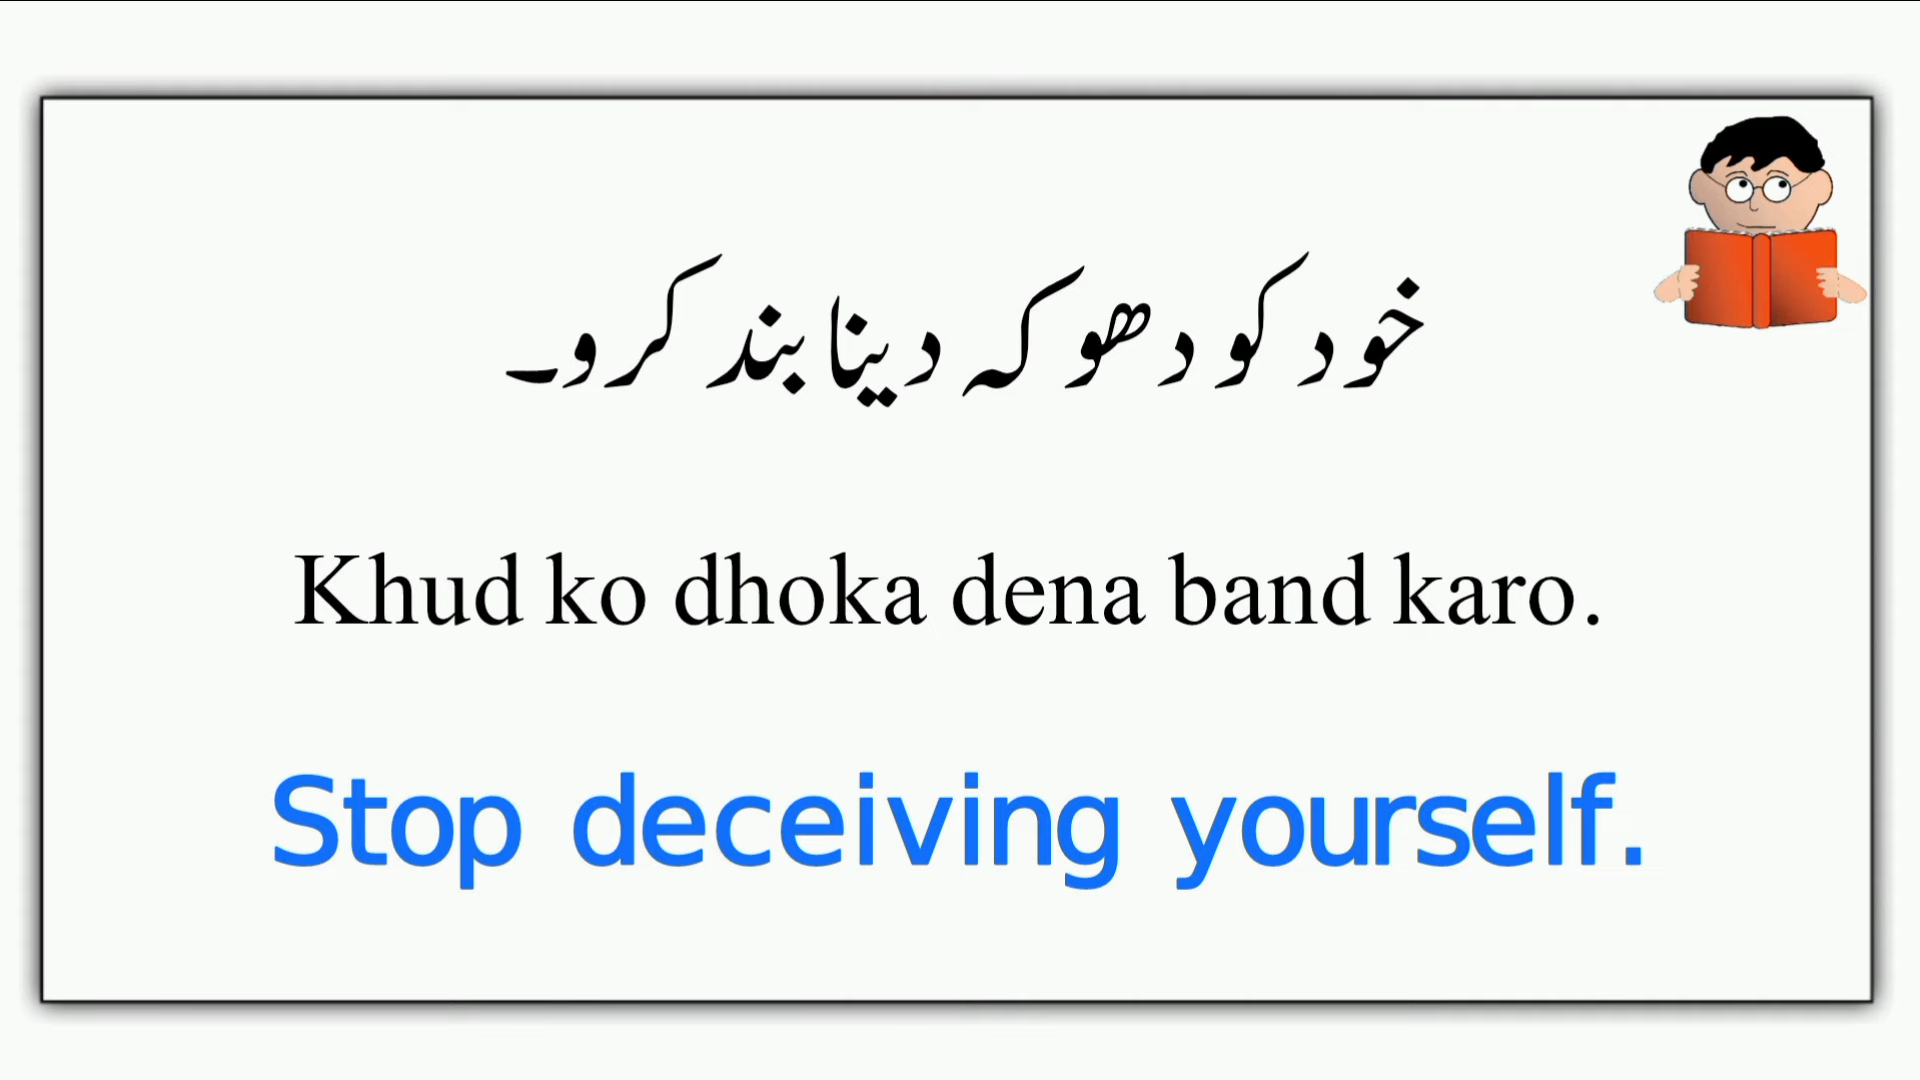 خود کو دھوکہ دینا بند کرو۔
Khud ko dhoka dena band karo.
Stop deceiving yourself.